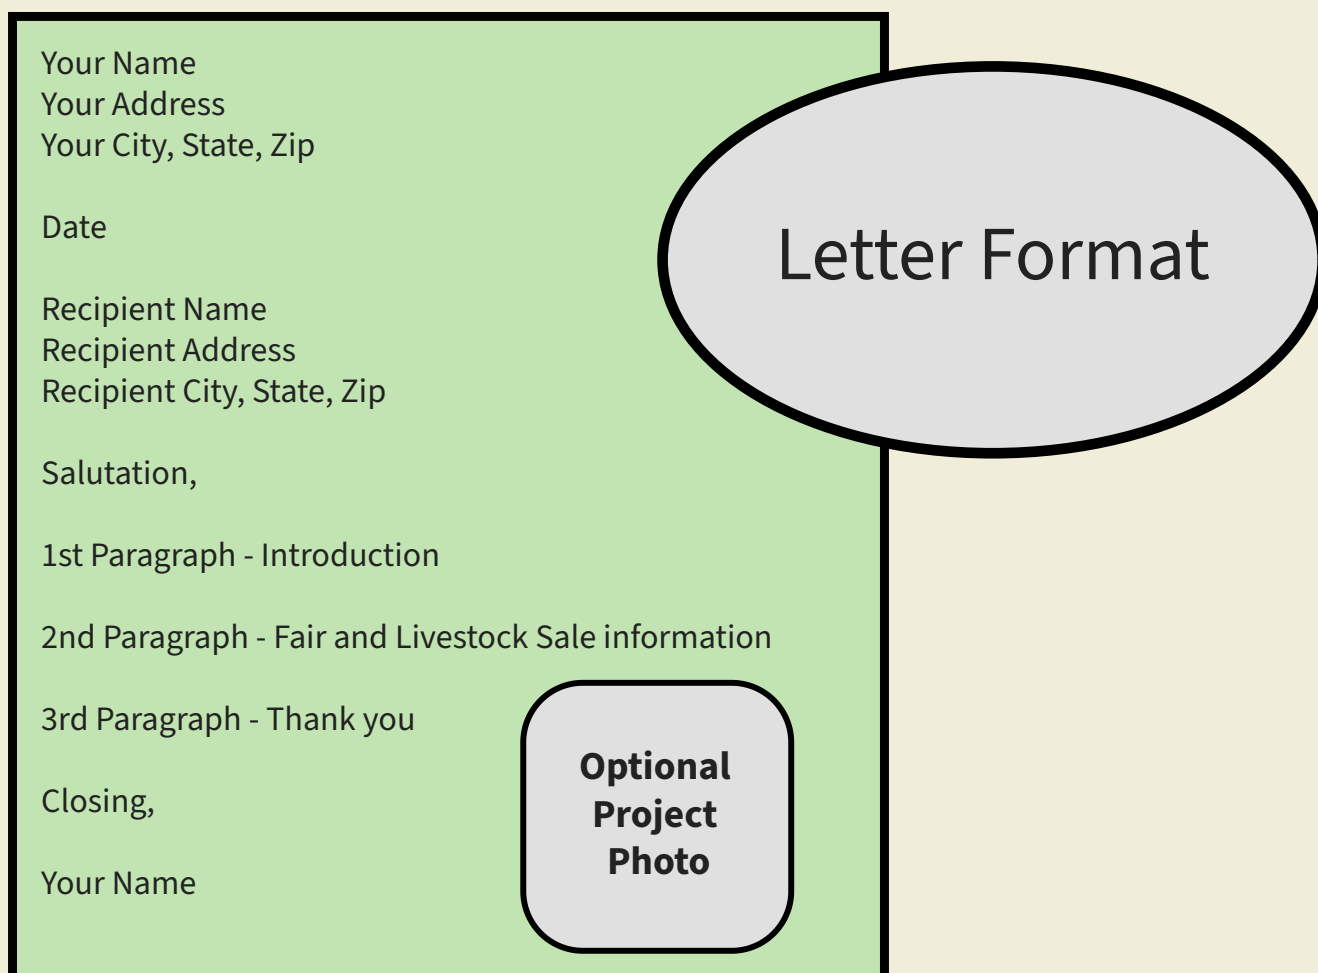 Your Name
Your Address
Your City, State, Zip
Date
Recipient Name
Recipient Address
Recipient City, State, Zip
Salutation,
1st Paragraph - Introduction
2nd Paragraph - Fair and Livestock Sale information
3rd Paragraph - Thank you
Closing,
Your Name
Letter Format
Optional
Project
Photo